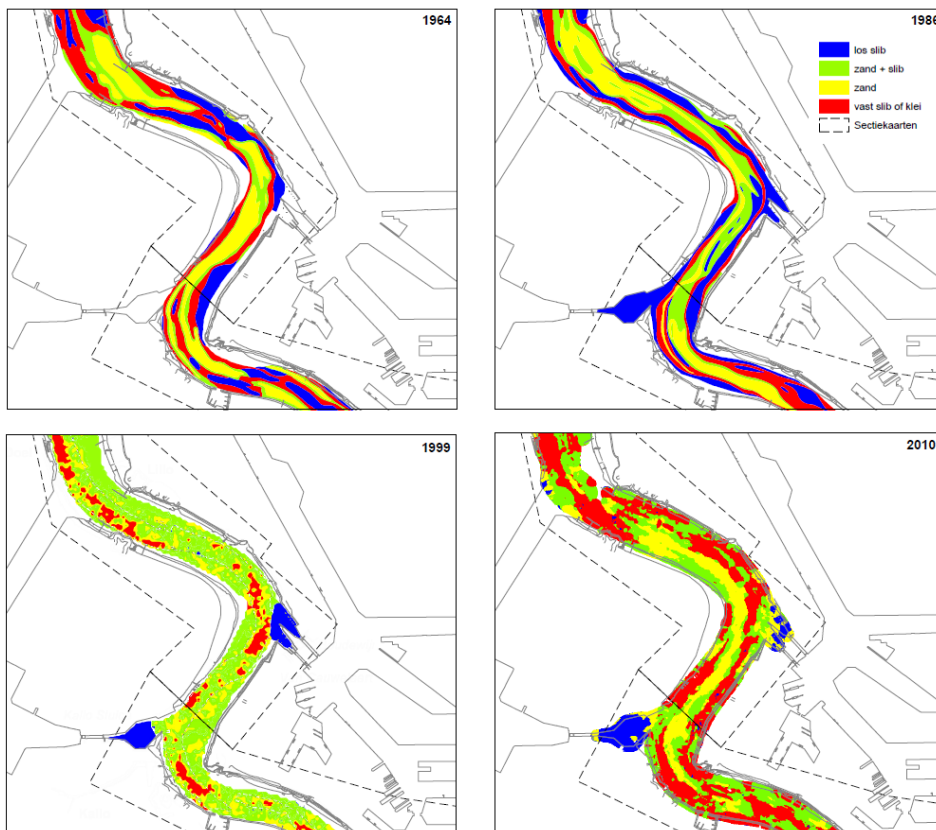 1964
1986
los slib
zand + slib
zand
vast slib of klei
Sectiekaarten
1999
2010